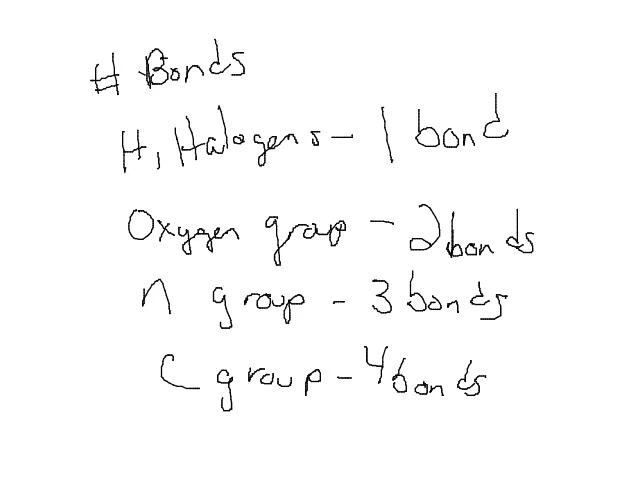 # Bonds
H, Halogens - 1 bond
Oxygen group - 2 bonds
N group - 3 bonds
C group - 4 bonds